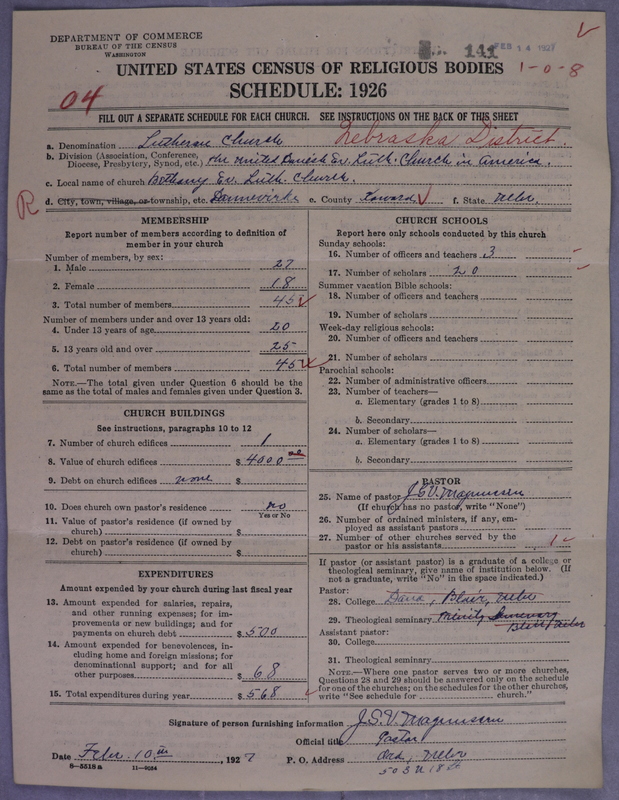 DEPARTMENT OF COMMERCE
BUREAU OF THE CENSUS
WASHINGTON
141
FEB 14 1927
UNITED STATES CENSUS OF RELIGIOUS BODIES
1-0-8
SCHEDULE: 1926
04
FILL OUT A SEPARATE SCHEDULE FOR EACH CHURCH. SEE INSTRUCTIONS ON THE BACK OF THIS SHEET
a. Denomination Lutheran Church Nebraska District.
b. Division (Association, Conference, Diocese, Presbytery, Synod, etc.) the United Danish Ev. Luth. Church in America.
c. Local name of church Bethany Ev. Luth. Church.
R
d. City, town, village, or township, etc. Dannevirke e. County Howard f. State Nebr.
MEMBERSHIP
Report number of members according to definition of
member in your church
Number of members, by sex:
1. Male 27
2. Female 18
3. Total number of members 45
Number of members under and over 13 years old:
4. Under 13 years of age 20
5. 13 years old and over 25
6. Total number of members 45
NOTE.—The total given under Question 6 should be the
same as the total of males and females given under Question 3.
CHURCH BUILDINGS
See instructions, paragraphs 10 to 12
7. Number of church edifices 1
8. Value of church edifices $ 4000
9. Debt on church edifices none $
10. Does church own pastor's residence no
Yes or No
11. Value of pastor's residence (if owned by
church) $
12. Debt on pastor's residence (if owned by
church) $
EXPENDITURES
Amount expended by your church during last fiscal year
13. Amount expended for salaries, repairs,
and other running expenses; for im-
provements or new buildings; and for
payments on church debt $ 500
14. Amount expended for benevolences, in-
cluding home and foreign missions; for
denominational support; and for all
other purposes $ 68
15. Total expenditures during year $ 568
CHURCH SCHOOLS
Report here only schools conducted by this church
Sunday schools:
16. Number of officers and teachers 3
17. Number of scholars 20
Summer vacation Bible schools:
18. Number of officers and teachers
19. Number of scholars
Week-day religious schools:
20. Number of officers and teachers
21. Number of scholars
Parochial schools:
22. Number of administrative officers
23. Number of teachers—
a. Elementary (grades 1 to 8)
b. Secondary
24. Number of scholars—
a. Elementary (grades 1 to 8)
b. Secondary
PASTOR
25. Name of pastor J. S. V. Magnussen
(If church has no pastor, write "None")
26. Number of ordained ministers, if any, em-
ployed as assistant pastors
27. Number of other churches served by the
pastor or his assistants 1
If pastor (or assistant pastor) is a graduate of a college or
theological seminary, give name of institution below. (If
not a graduate, write "No" in the space indicated.)
Pastor:
28. College Dana, Blair, Nebr
29. Theological seminary Trinity Seminary
Blair, Nebr
Assistant pastor:
30. College
31. Theological seminary
NOTE.—Where one pastor serves two or more churches,
Questions 28 and 29 should be answered only on the schedule
for one of the churches; on the schedules for the other churches,
write "See schedule for church."
Signature of person furnishing information J. S. V. Magnussen
Official title Pastor
Date Febr. 10th, 1927 P. O. Address Ord, Nebr
8-3518a 11-9034
503 N 18